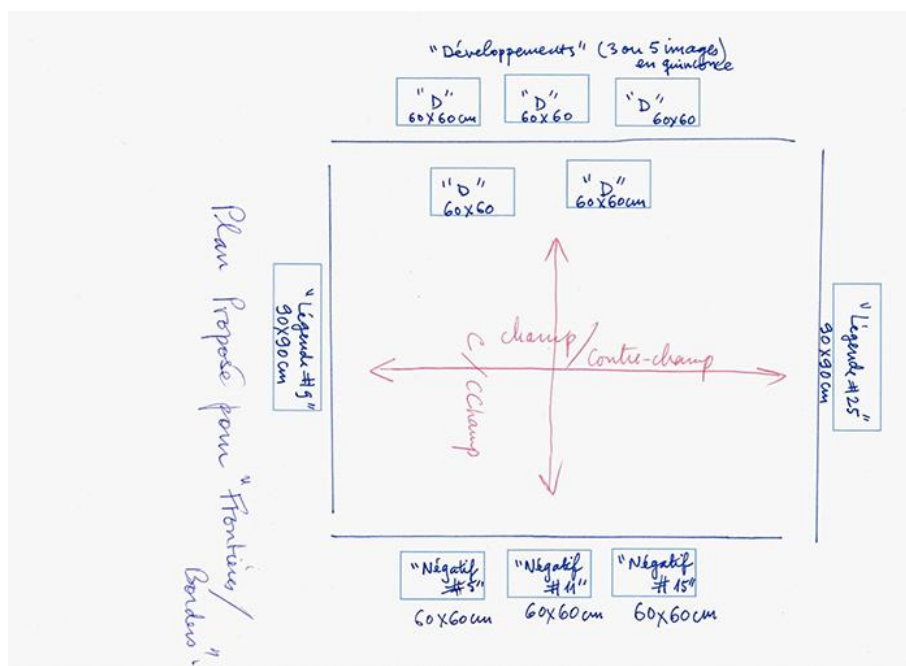 "Développements" (3 ou 5 images)
en quinconce
"D"
60x60cm
"D"
60x60
"D"
60x60
"D"
60x60
"D"
60x60cm
Plan Proposé pour "Frontières/
Borders"
"Légende #9"
90x90cm
champ/
contre-champ
C/CChamp
"Légende #25"
90x90cm
"Négatif
#5"
60x60cm
"Négatif
#11"
60x60cm
"Négatif
#15"
60x60cm